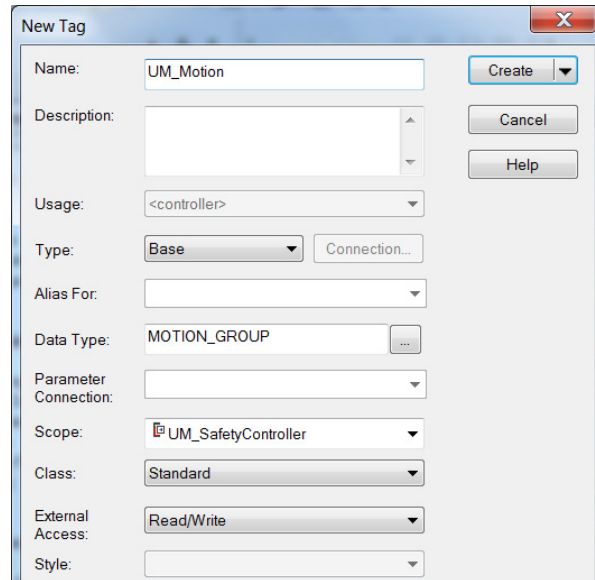 New Tag
Name: UM_Motion Create
Description: Cancel
Help
Usage: <controller>
Type: Base Connection...
Alias For:
Data Type: MOTION_GROUP ...
Parameter
Connection:
Scope: UM_SafetyController
Class: Standard
External
Access: Read/Write
Style: